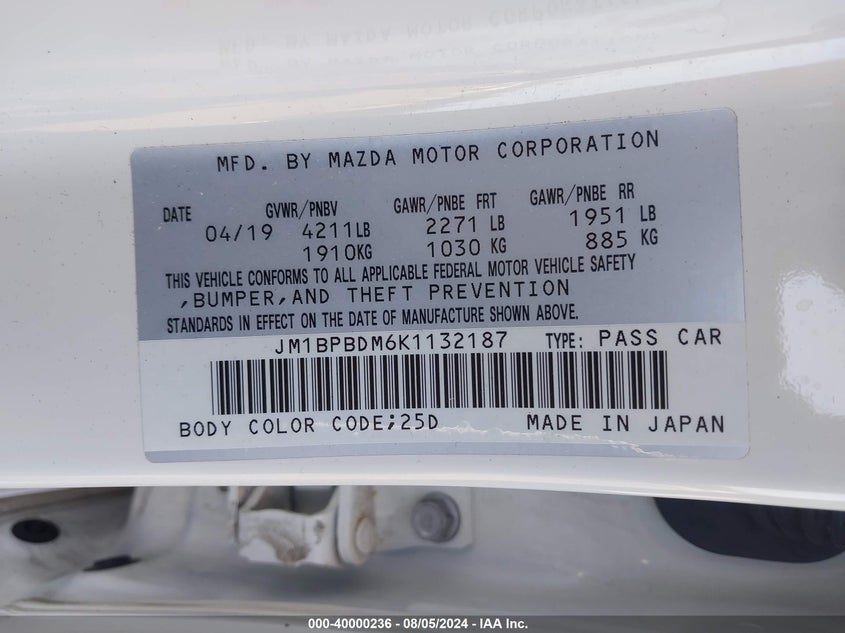 MFD. BY MAZDA MOTOR CORPORATION
DATE GVWR/PNBV GAWR/PNBE FRT GAWR/PNBE RR
04/19 4211LB 2271 LB 1951 LB
1910KG 1030 KG 885 KG
THIS VEHICLE CONFORMS TO ALL APPLICABLE FEDERAL MOTOR VEHICLE SAFETY
,BUMPER,AND THEFT PREVENTION
STANDARDS IN EFFECT ON THE DATE OF MANUFACTURE SHOWN ABOVE.
JM1BPBDM6K1132187 TYPE: PASS CAR
BODY COLOR CODE;25D MADE IN JAPAN
000-40000236 - 08/05/2024 - IAA Inc.